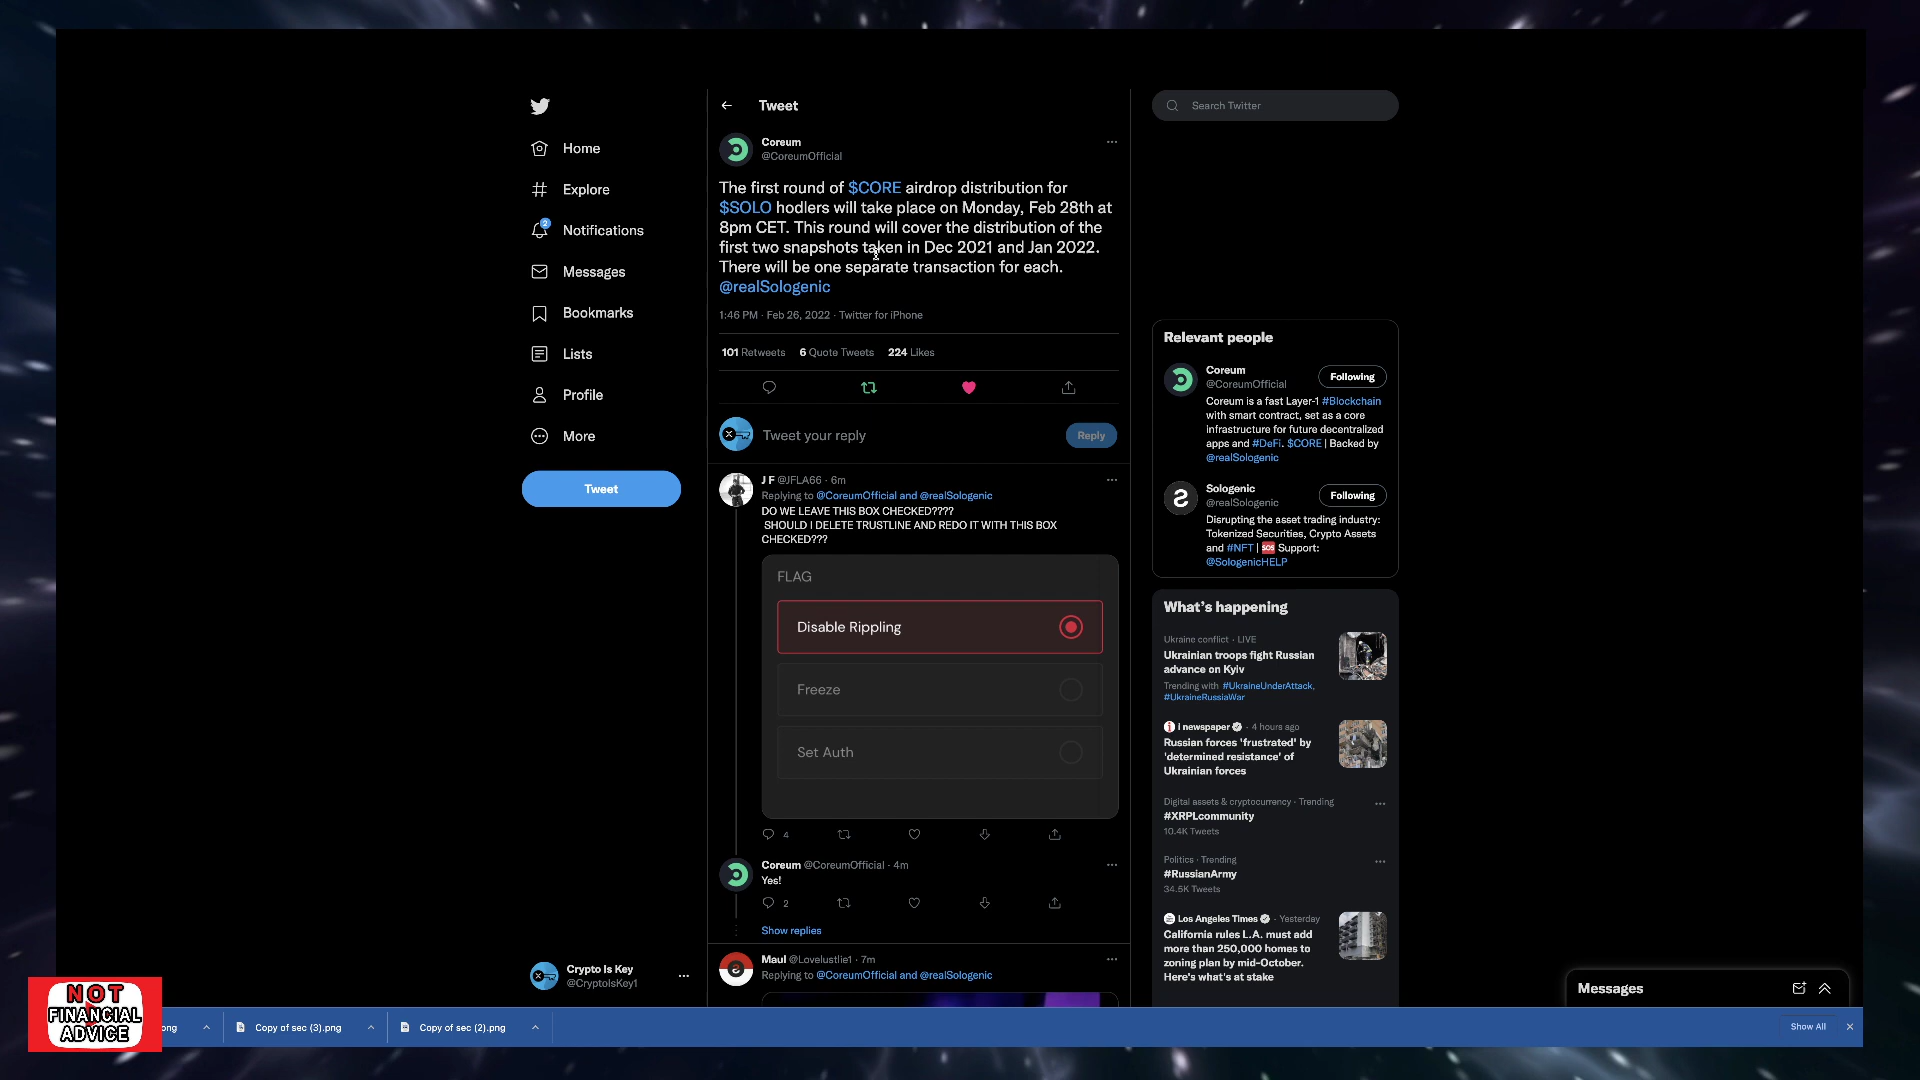 Home
Explore
2
Notifications
Messages
Bookmarks
Lists
Profile
More
Tweet
Crypto Is Key
@CryptoIsKey1
Tweet
Coreum
@CoreumOfficial
The first round of $CORE airdrop distribution for
$SOLO hodlers will take place on Monday, Feb 28th at
8pm CET. This round will cover the distribution of the
first two snapshots taken in Dec 2021 and Jan 2022.
There will be one separate transaction for each.
@realSologenic
1:46 PM · Feb 26, 2022 · Twitter for iPhone
101 Retweets 6 Quote Tweets 224 Likes
Tweet your reply
Reply
J F @JFLA66 · 6m
Replying to @CoreumOfficial and @realSologenic
DO WE LEAVE THIS BOX CHECKED????
SHOULD I DELETE TRUSTLINE AND REDO IT WITH THIS BOX
CHECKED???
FLAG
Disable Rippling
Freeze
Set Auth
4
Coreum @CoreumOfficial · 4m
Yes!
2
Show replies
Maul @Lovelustlie1 · 7m
Replying to @CoreumOfficial and @realSologenic
Search Twitter
Relevant people
Coreum
@CoreumOfficial
Following
Coreum is a fast Layer-1 #Blockchain
with smart contract, set as a core
infrastructure for future decentralized
apps and #DeFi. $CORE | Backed by
@realSologenic
Sologenic
@realSologenic
Following
Disrupting the asset trading industry:
Tokenized Securities, Crypto Assets
and #NFT | SOS Support:
@SologenicHELP
What's happening
Ukraine conflict · LIVE
Ukrainian troops fight Russian
advance on Kyiv
Trending with #UkraineUnderAttack,
#UkraineRussiaWar
i newspaper · 4 hours ago
Russian forces 'frustrated' by
'determined resistance' of
Ukrainian forces
Digital assets & cryptocurrency · Trending
#XRPLcommunity
10.4K Tweets
Politics · Trending
#RussianArmy
34.5K Tweets
Los Angeles Times · Yesterday
California rules L.A. must add
more than 250,000 homes to
zoning plan by mid-October.
Here's what's at stake
Messages
NOT
FINANCIAL
ADVICE
ong
Copy of sec (3).png
Copy of sec (2).png
Show All